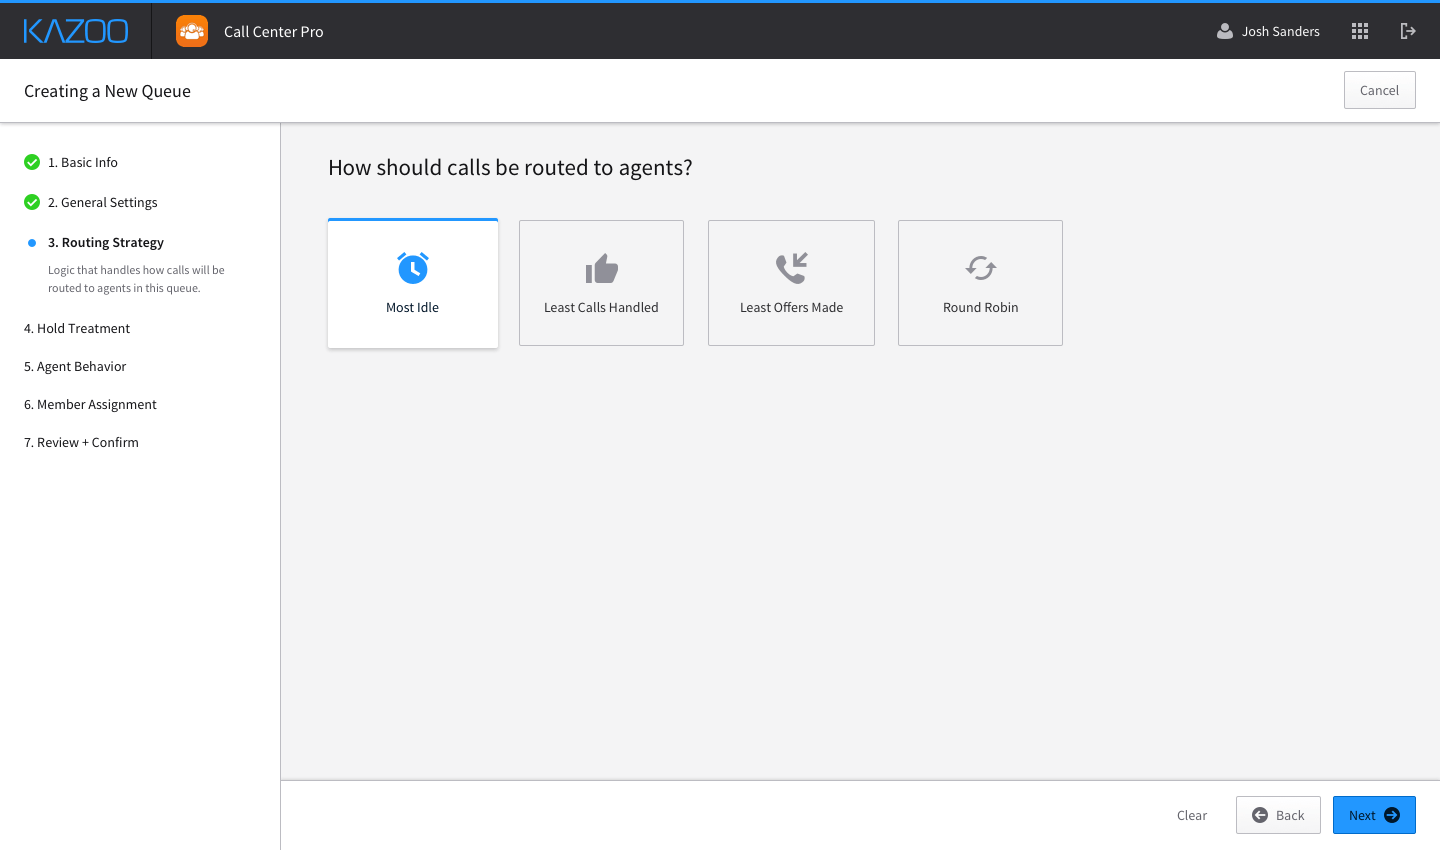 KAZOO
Call Center Pro
Josh Sanders
Creating a New Queue
Cancel
1. Basic Info
2. General Settings
3. Routing Strategy
Logic that handles how calls will be
routed to agents in this queue.
4. Hold Treatment
5. Agent Behavior
6. Member Assignment
7. Review + Confirm
How should calls be routed to agents?
Most Idle
Least Calls Handled
Least Offers Made
Round Robin
Clear
Back
Next